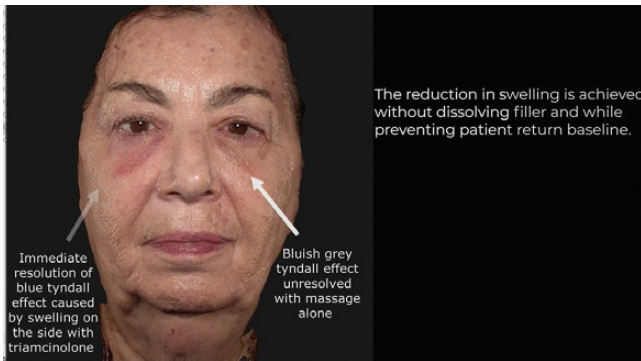 The reduction in swelling is achieved
without dissolving filler and while
preventing patient return baseline.
Immediate
resolution of
blue tyndall
effect caused
by swelling on
the side with
triamcinolone
Bluish grey
tyndall effect
unresolved
with massage
alone